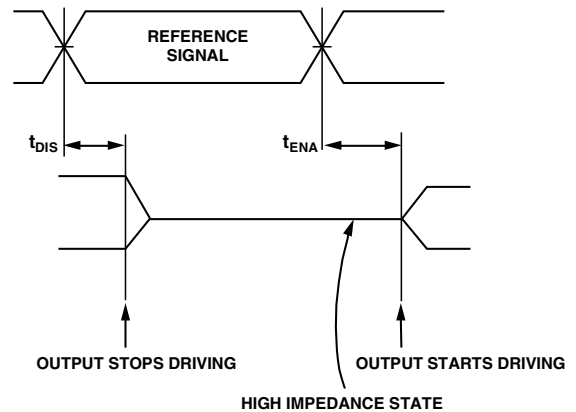 REFERENCE
SIGNAL
tDIS
tENA
OUTPUT STOPS DRIVING
OUTPUT STARTS DRIVING
HIGH IMPEDANCE STATE